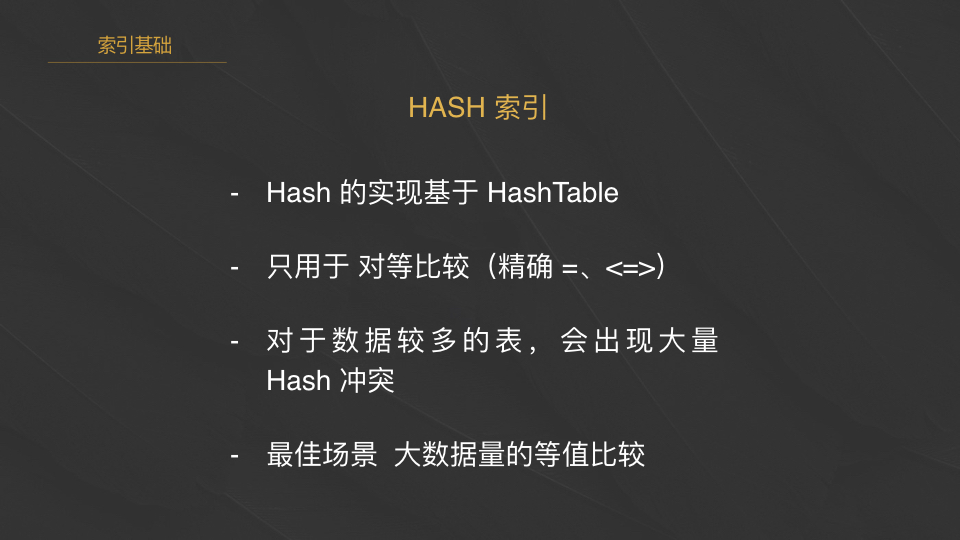 索引基础
HASH 索引
- Hash 的实现基于 HashTable
- 只用于 对等比较（精确 =、<=>）
- 对于数据较多的表，会出现大量
Hash 冲突
- 最佳场景 大数据量的等值比较